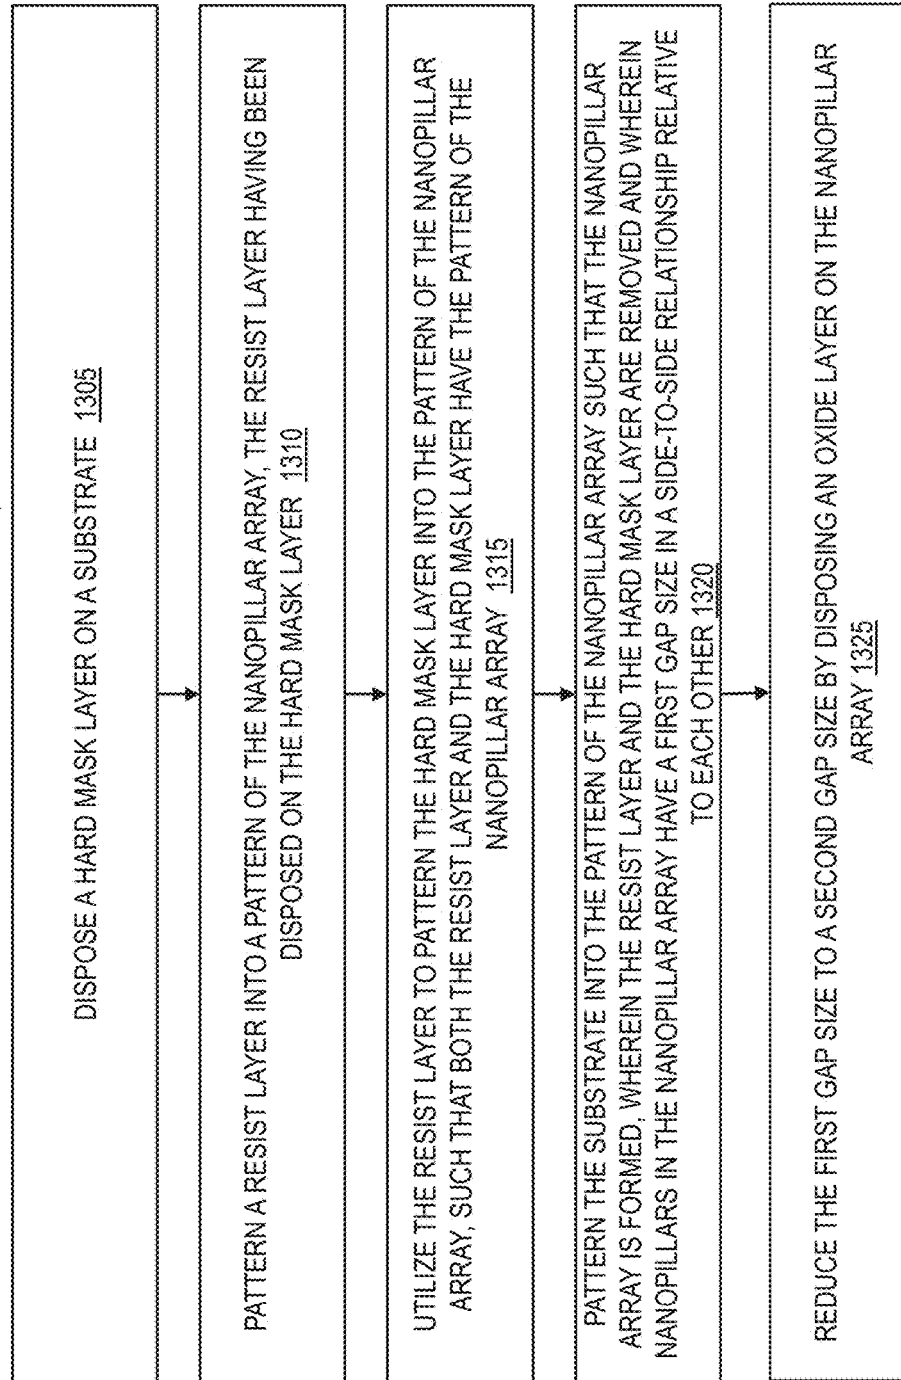 DISPOSE A HARD MASK LAYER ON A SUBSTRATE 1305
PATTERN A RESIST LAYER INTO A PATTERN OF THE NANOPILLAR ARRAY, THE RESIST LAYER HAVING BEEN
DISPOSED ON THE HARD MASK LAYER 1310
UTILIZE THE RESIST LAYER TO PATTERN THE HARD MASK LAYER INTO THE PATTERN OF THE NANOPILLAR
ARRAY, SUCH THAT BOTH THE RESIST LAYER AND THE HARD MASK LAYER HAVE THE PATTERN OF THE
NANOPILLAR ARRAY 1315
PATTERN THE SUBSTRATE INTO THE PATTERN OF THE NANOPILLAR ARRAY SUCH THAT THE NANOPILLAR
ARRAY IS FORMED, WHEREIN THE RESIST LAYER AND THE HARD MASK LAYER ARE REMOVED AND WHEREIN
NANOPILLARS IN THE NANOPILLAR ARRAY HAVE A FIRST GAP SIZE IN A SIDE-TO-SIDE RELATIONSHIP RELATIVE
TO EACH OTHER 1320
REDUCE THE FIRST GAP SIZE TO A SECOND GAP SIZE BY DISPOSING AN OXIDE LAYER ON THE NANOPILLAR
ARRAY 1325